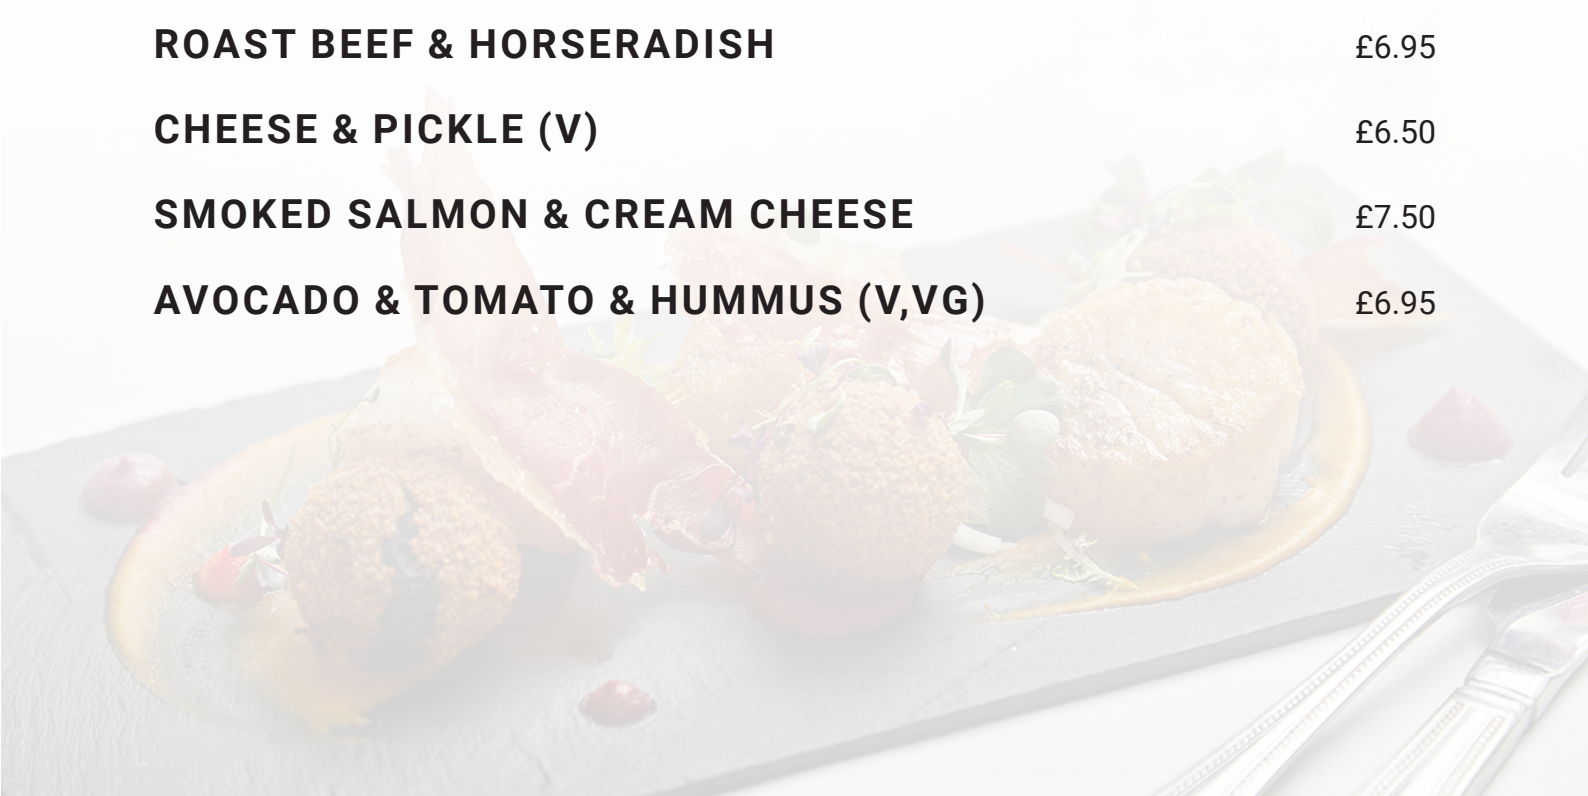 ROAST BEEF & HORSERADISH £6.95
CHEESE & PICKLE (V) £6.50
SMOKED SALMON & CREAM CHEESE £7.50
AVOCADO & TOMATO & HUMMUS (V,VG) £6.95